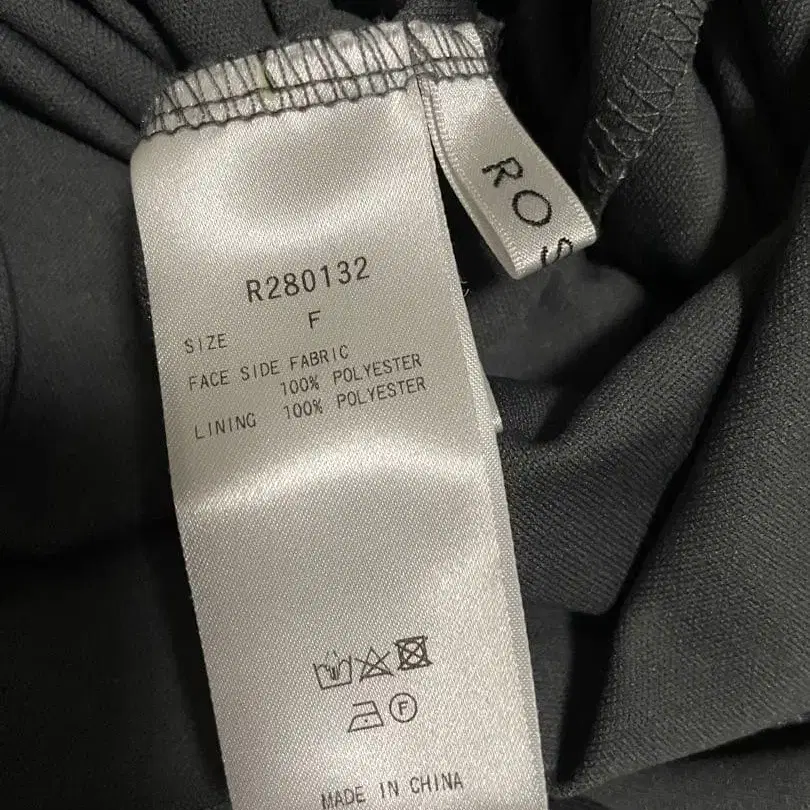 ROS
R280132
SIZE F
FACE SIDE FABRIC
100% POLYESTER
LINING 100% POLYESTER
F
MADE IN CHINA